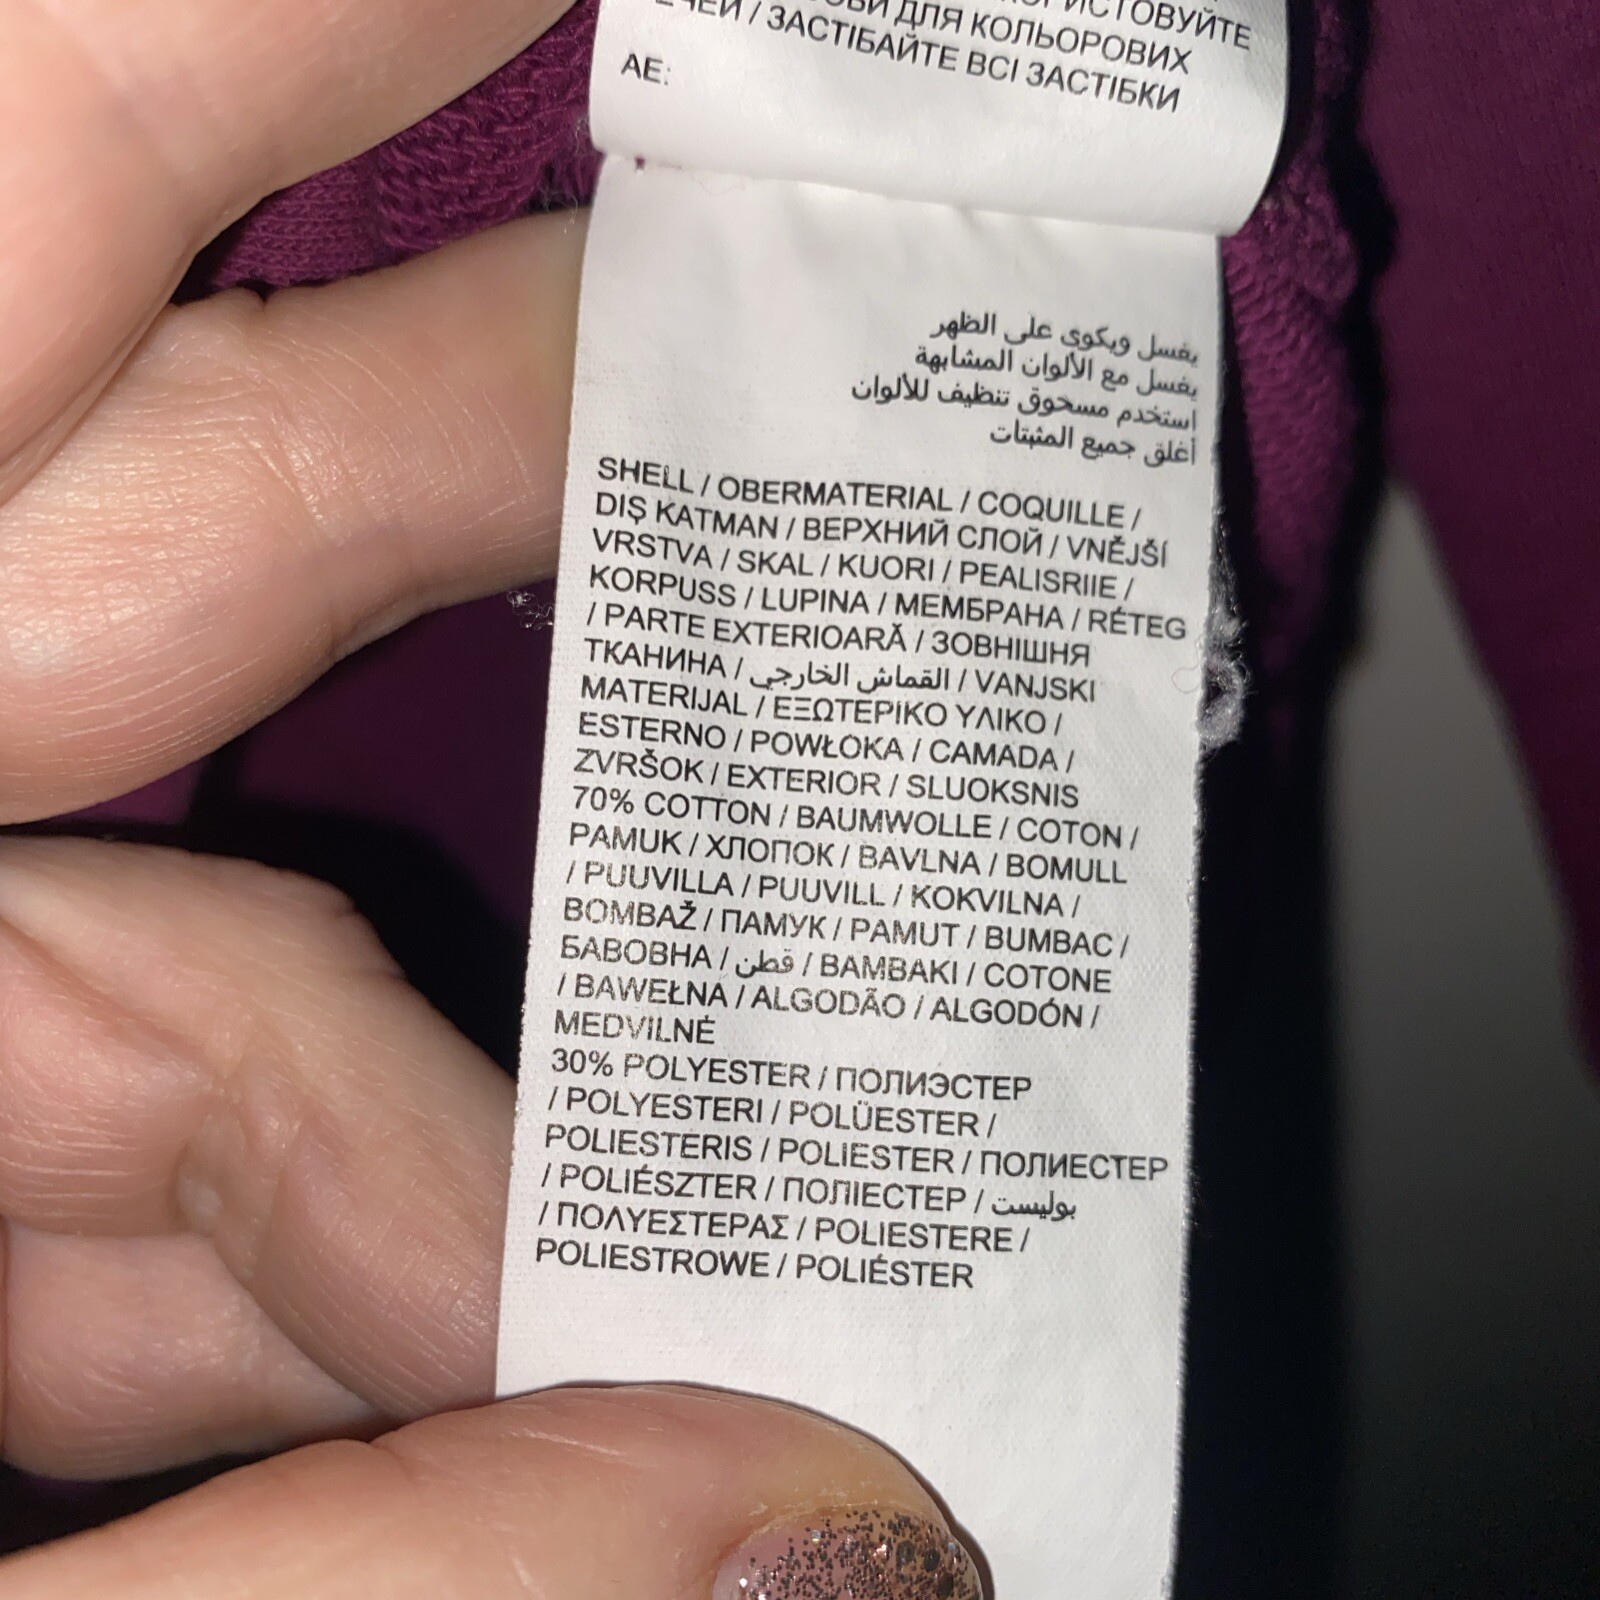 ИСТОВУЙТЕ
ДЛЯ КОЛЬОРОВИХ
/ ЗАСТІБАЙТЕ ВСІ ЗАСТІБКИ
AE:
يغسل ويكوى على الظهر
يغسل مع الألوان المشابهة
استخدم مسحوق تنظيف للألوان
أغلق جميع المثبتات
SHELL / OBERMATERIAL / COQUILLE /
DIŞ KATMAN / ВЕРХНИЙ СЛОЙ / VNĚJŠÍ
VRSTVA / SKAL / KUORI / PEALISRIIE /
KORPUSS / LUPINA / МЕМБРАНА / RÉTEG
/ PARTE EXTERIOARĂ / ЗОВНІШНЯ
ТКАНИНА / القماش الخارجي / VANJSKI
MATERIJAL / ΕΞΩΤΕΡΙΚΟ ΥΛΙΚΟ /
ESTERNO / POWŁOKA / CAMADA /
ZVRŠOK / EXTERIOR / SLUOKSNIS
70% COTTON / BAUMWOLLE / COTON /
PAMUK / ХЛОПОК / BAVLNA / BOMULL
/ PUUVILLA / PUUVILL / KOKVILNA /
BOMBAŽ / ПАМУК / PAMUT / BUMBAC /
БАВОВНА / قطن / BAMBAKI / COTONE
/ BAWEŁNA / ALGODÃO / ALGODÓN /
MEDVILNĖ
30% POLYESTER / ПОЛИЭСТЕР
/ POLYESTERI / POLÜESTER /
POLIESTERIS / POLIESTER / ПОЛИЕСТЕР
/ POLIÉSZTER / ПОЛІЕСТЕР / بوليست
/ ΠΟΛΥΕΣΤΕΡΑΣ / POLIESTERE /
POLIESTROWE / POLIÉSTER